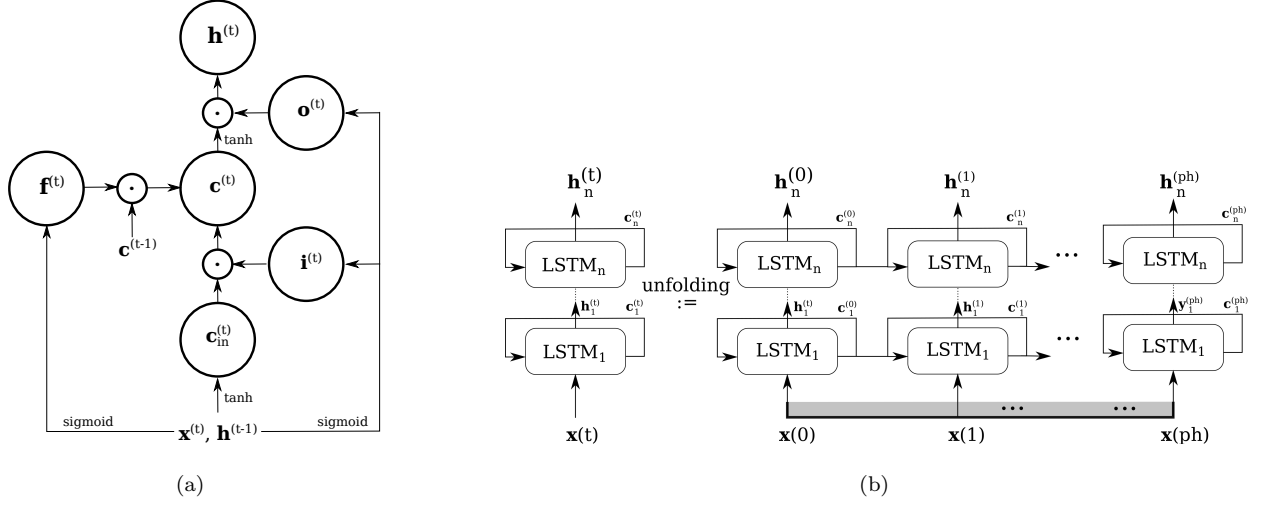 h(t)
o(t)
tanh
f(t)
c(t)
c(t-1)
i(t)
c(t)in
tanh
sigmoid
x(t), h(t-1)
sigmoid
(a)
h(t)n
h(0)n
h(1)n
h(ph)n
c(t)n
c(0)n
c(1)n
c(ph)n
LSTMn
LSTMn
LSTMn
...
LSTMn
unfolding
:=
h(t)1
c(t)1
h(t)1
c(0)1
h(1)1
c(1)1
y(ph)1
c(ph)1
LSTM1
LSTM1
LSTM1
...
LSTM1
... ...
x(t)
x(0)
x(1)
x(ph)
(b)